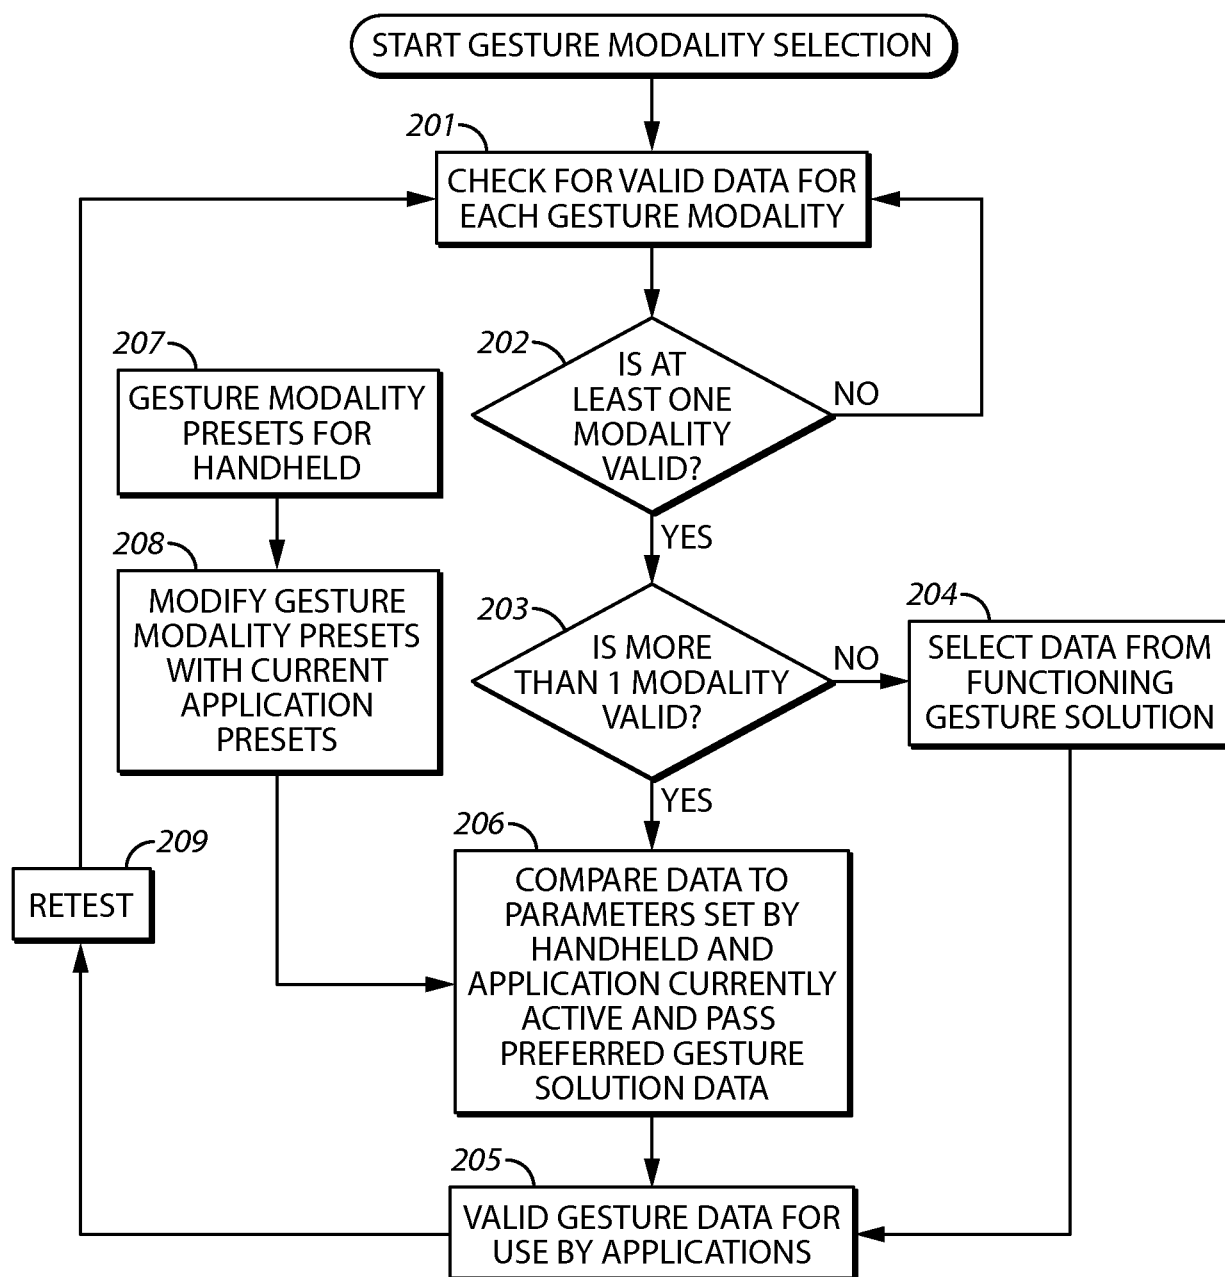 START GESTURE MODALITY SELECTION
201
CHECK FOR VALID DATA FOR
EACH GESTURE MODALITY
202
IS AT
LEAST ONE
MODALITY
VALID?
NO
YES
207
GESTURE MODALITY
PRESETS FOR
HANDHELD
208
MODIFY GESTURE
MODALITY PRESETS
WITH CURRENT
APPLICATION
PRESETS
203
IS MORE
THAN 1 MODALITY
VALID?
NO
YES
204
SELECT DATA FROM
FUNCTIONING
GESTURE SOLUTION
209
RETEST
206
COMPARE DATA TO
PARAMETERS SET BY
HANDHELD AND
APPLICATION CURRENTLY
ACTIVE AND PASS
PREFERRED GESTURE
SOLUTION DATA
205
VALID GESTURE DATA FOR
USE BY APPLICATIONS